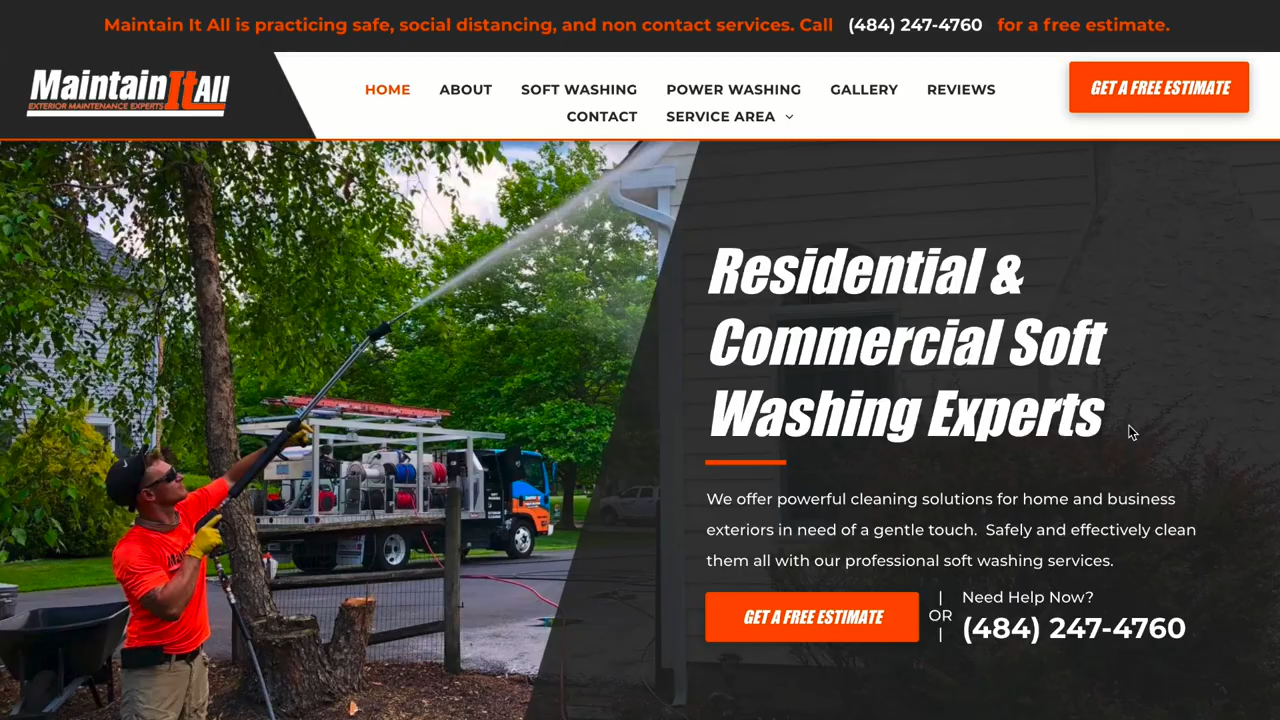 Maintain It All is practicing safe, social distancing, and non contact services. Call (484) 247-4760 for a free estimate.
MaintainItAll
EXTERIOR MAINTENANCE EXPERTS
HOME ABOUT SOFT WASHING POWER WASHING GALLERY REVIEWS
CONTACT SERVICE AREA
GET A FREE ESTIMATE
Residential &
Commercial Soft
Washing Experts
We offer powerful cleaning solutions for home and business
exteriors in need of a gentle touch. Safely and effectively clean
them all with our professional soft washing services.
GET A FREE ESTIMATE
|
OR
|
Need Help Now?
(484) 247-4760